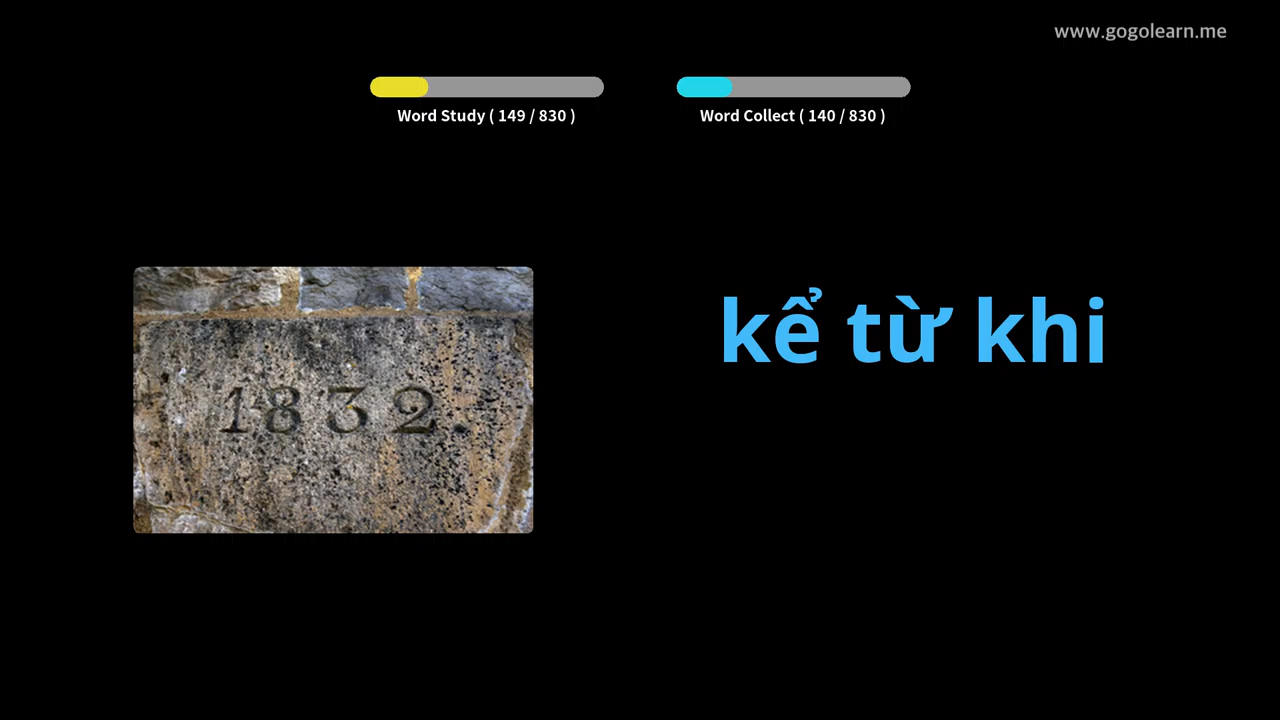 www.gogolearn.me
Word Study ( 149 / 830 )
Word Collect ( 140 / 830 )
1832.
kể từ khi